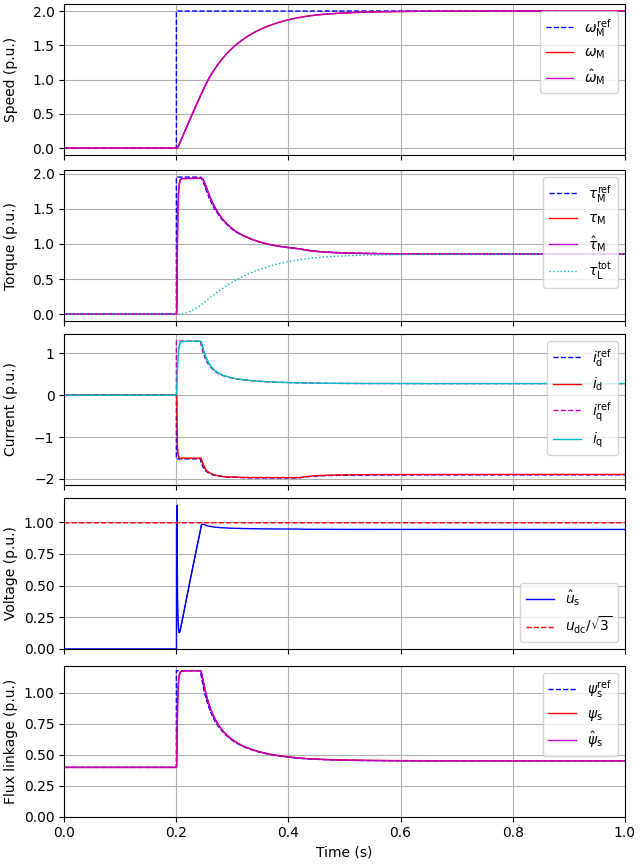 Speed (p.u.)
2.0
1.5
1.0
0.5
0.0
ω_M^ref
ω_M
ω̂_M
Torque (p.u.)
2.0
1.5
1.0
0.5
0.0
τ_M^ref
τ_M
τ̂_M
τ_L^tot
Current (p.u.)
1
0
−1
−2
i_d^ref
i_d
i_q^ref
i_q
Voltage (p.u.)
1.00
0.75
0.50
0.25
0.00
û_s
u_dc/√3
Flux linkage (p.u.)
1.00
0.75
0.50
0.25
0.00
ψ_s^ref
ψ_s
ψ̂_s
0.0 0.2 0.4 0.6 0.8 1.0
Time (s)